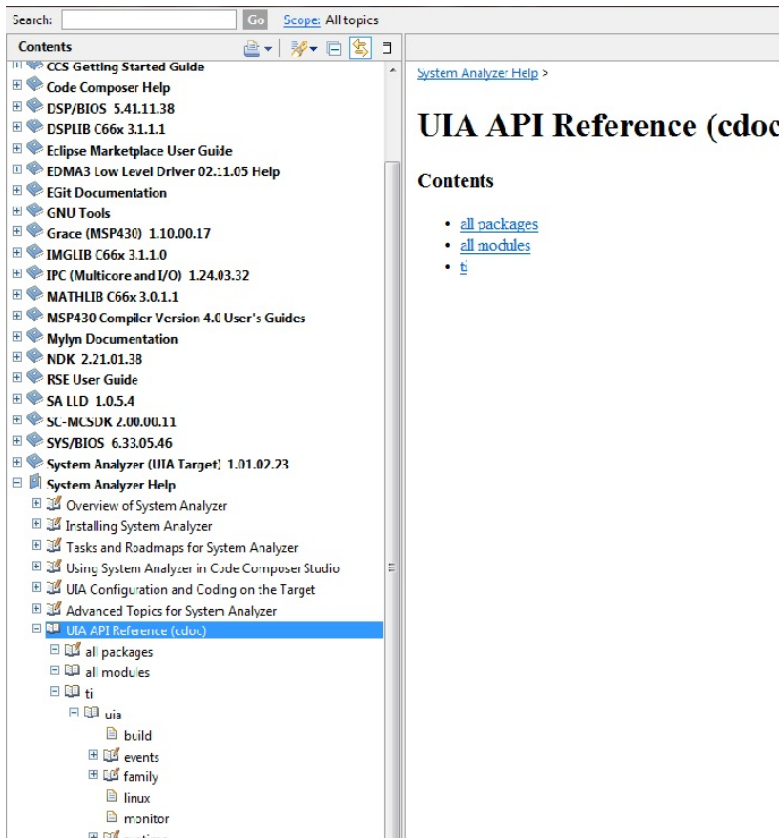 Search:
Go
Scope: All topics
Contents
CCS Getting Started Guide
Code Composer Help
DSP/BIOS 5.41.11.38
DSPLIB C66x 3.1.1.1
Eclipse Marketplace User Guide
EDMA3 Low Level Driver 02.11.05 Help
EGit Documentation
GNU Tools
Grace (MSP430) 1.10.00.17
IMGLIB C66x 3.1.1.0
IPC (Multicore and I/O) 1.24.03.32
MATHLIB C66x 3.0.1.1
MSP430 Compiler Version 4.0 User's Guides
Mylyn Documentation
NDK 2.21.01.38
RSE User Guide
SA LLD 1.0.5.4
SC-MCSDK 2.00.00.11
SYS/BIOS 6.33.05.46
System Analyzer (UIA Target) 1.01.02.23
System Analyzer Help
Overview of System Analyzer
Installing System Analyzer
Tasks and Roadmaps for System Analyzer
Using System Analyzer in Code Composer Studio
UIA Configuration and Coding on the Target
Advanced Topics for System Analyzer
UIA API Reference (cdoc)
all packages
all modules
ti
uia
build
events
family
linux
monitor
System Analyzer Help >
UIA API Reference (cdoc
Contents
all packages
all modules
ti